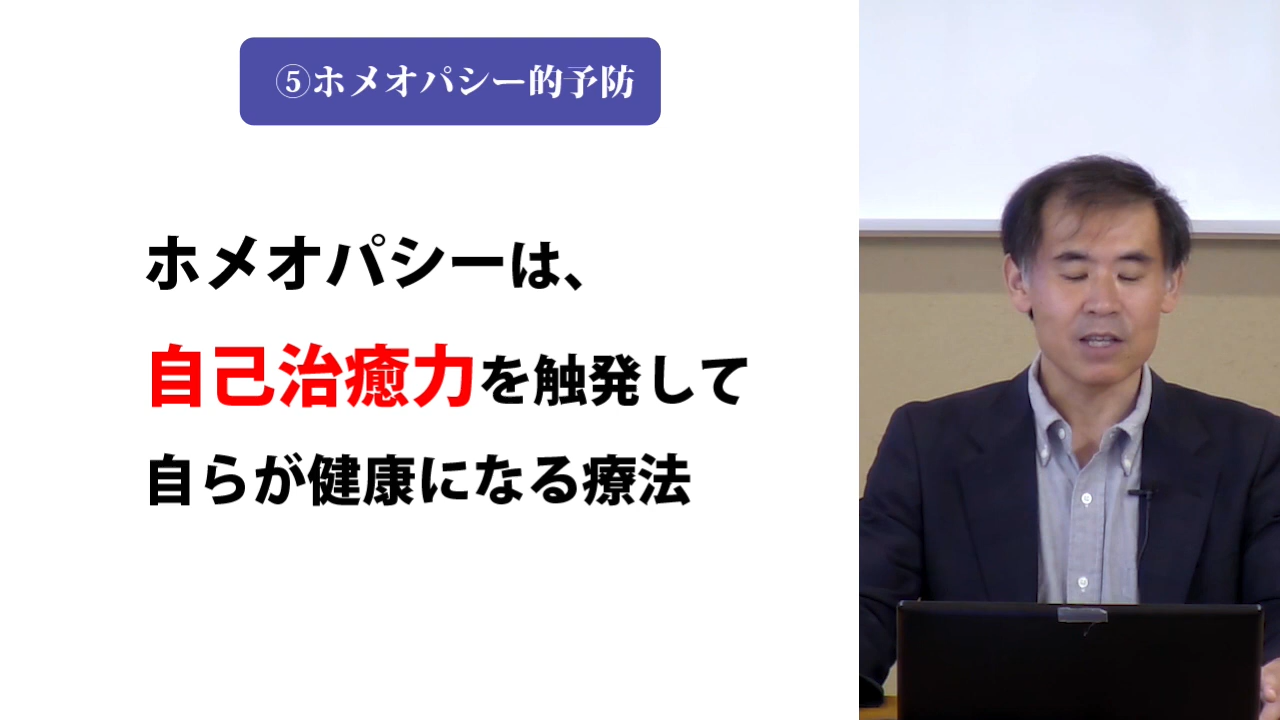 ⑤ホメオパシー的予防
ホメオパシーは、
自己治癒力を触発して
自らが健康になる療法